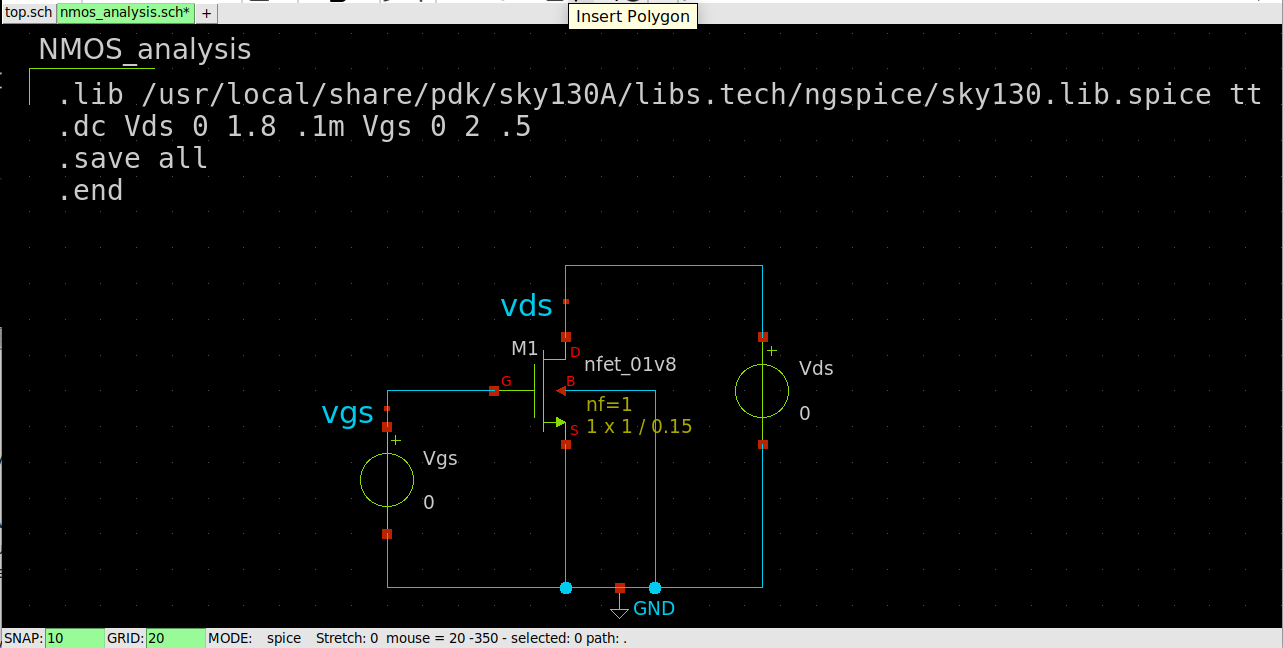 top.sch nmos_analysis.sch* +
Insert Polygon
NMOS_analysis
.lib /usr/local/share/pdk/sky130A/libs.tech/ngspice/sky130.lib.spice tt
.dc Vds 0 1.8 .1m Vgs 0 2 .5
.save all
.end
vds
M1
D
nfet_01v8
+
Vds
G
B
nf=1
0
vgs
S
1 x 1 / 0.15
+
Vgs
0
GND
SNAP: 10 GRID: 20 MODE: spice Stretch: 0 mouse = 20 -350 - selected: 0 path: .